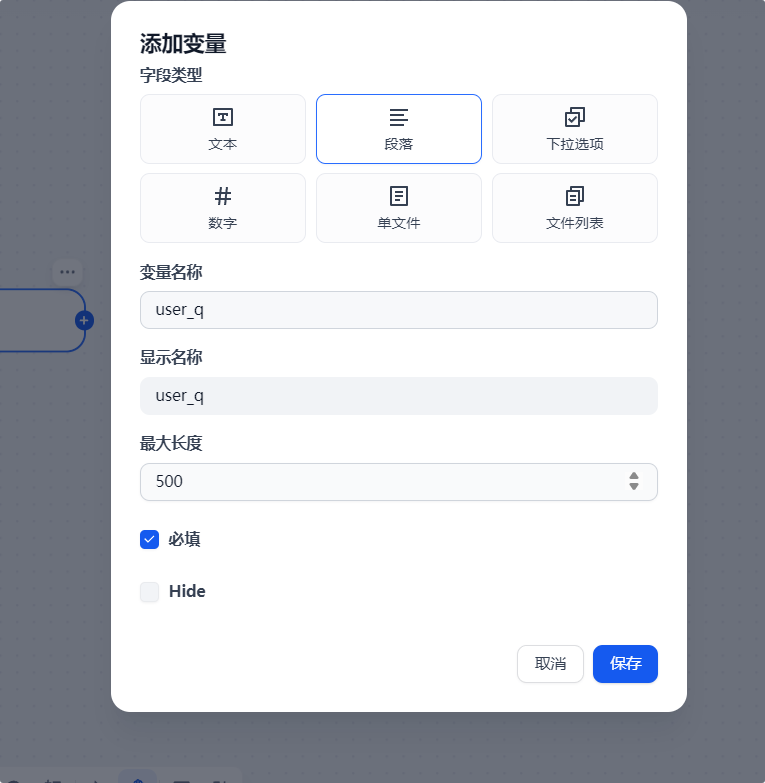 添加变量
字段类型
文本 段落 下拉选项
数字 单文件 文件列表
变量名称
user_q
显示名称
user_q
最大长度
500
必填
Hide
取消 保存